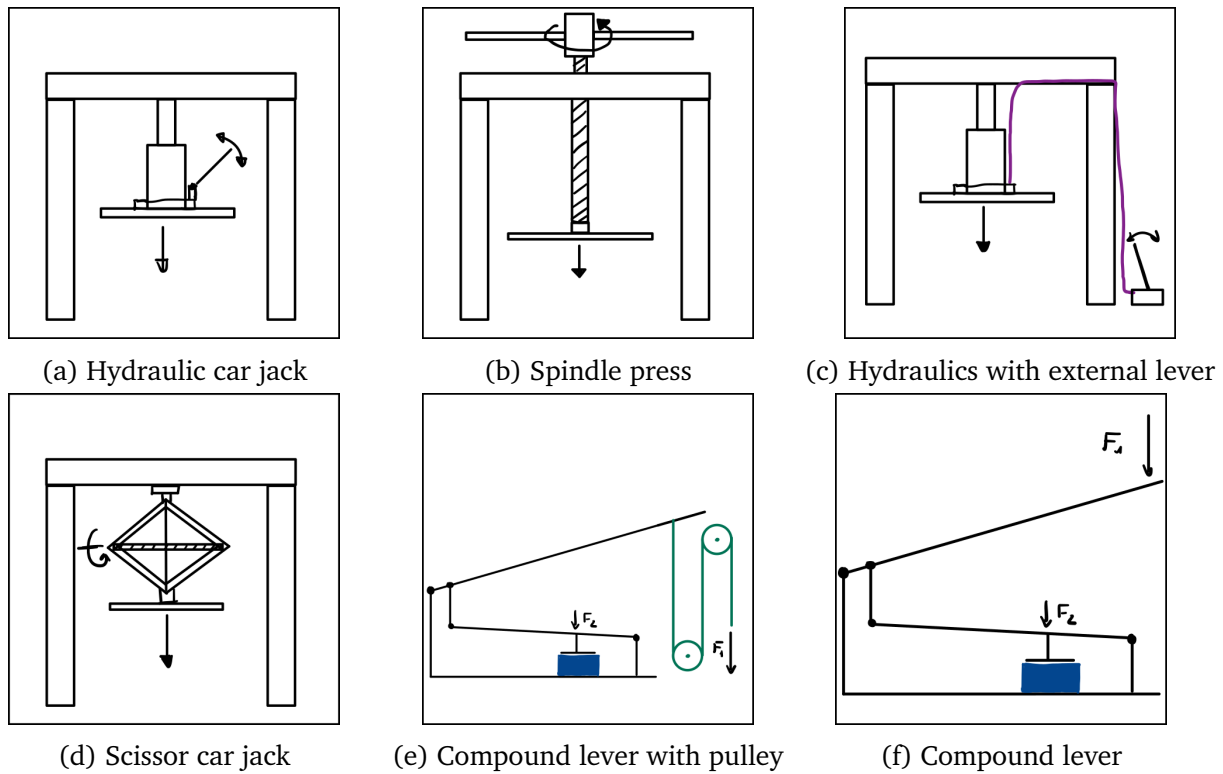 (a) Hydraulic car jack
(b) Spindle press
(c) Hydraulics with external lever
F₂
F₁
F₁
F₂
(d) Scissor car jack
(e) Compound lever with pulley
(f) Compound lever